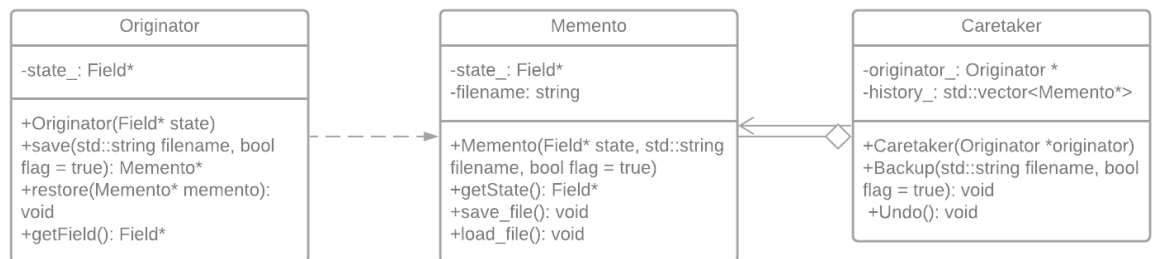 Originator
-state_: Field*
+Originator(Field* state)
+save(std::string filename, bool
flag = true): Memento*
+restore(Memento* memento):
void
+getField(): Field*
Memento
-state_: Field*
-filename: string
+Memento(Field* state, std::string
filename, bool flag = true)
+getState(): Field*
+save_file(): void
+load_file(): void
Caretaker
-originator_: Originator *
-history_: std::vector<Memento*>
+Caretaker(Originator *originator)
+Backup(std::string filename, bool
flag = true): void
+Undo(): void